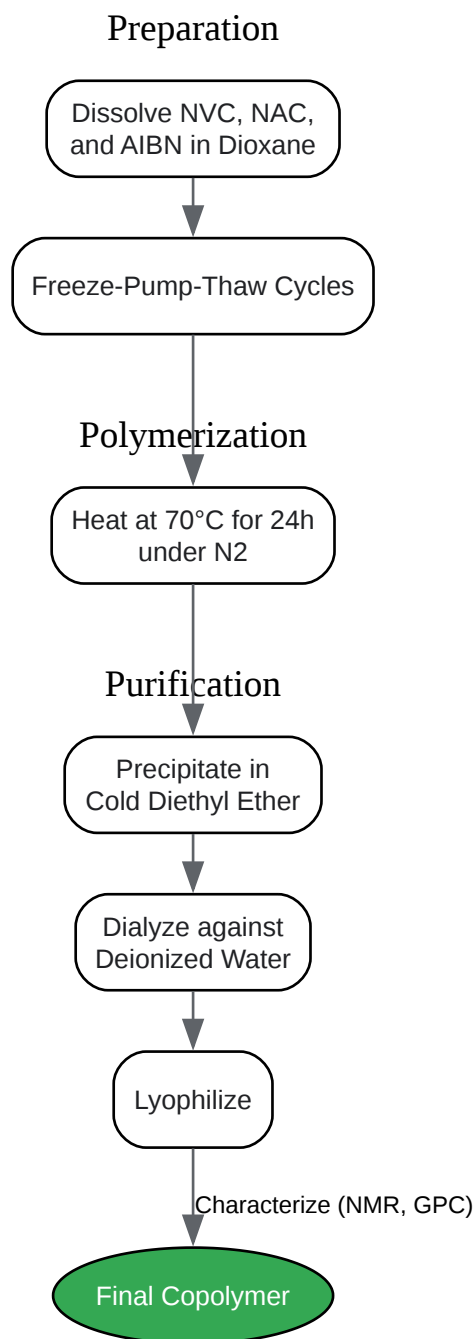 Preparation
Dissolve NVC, NAC,
and AIBN in Dioxane
Freeze-Pump-Thaw Cycles
Polymerization
Heat at 70°C for 24h
under N2
Purification
Precipitate in
Cold Diethyl Ether
Dialyze against
Deionized Water
Lyophilize
Characterize (NMR, GPC)
Final Copolymer